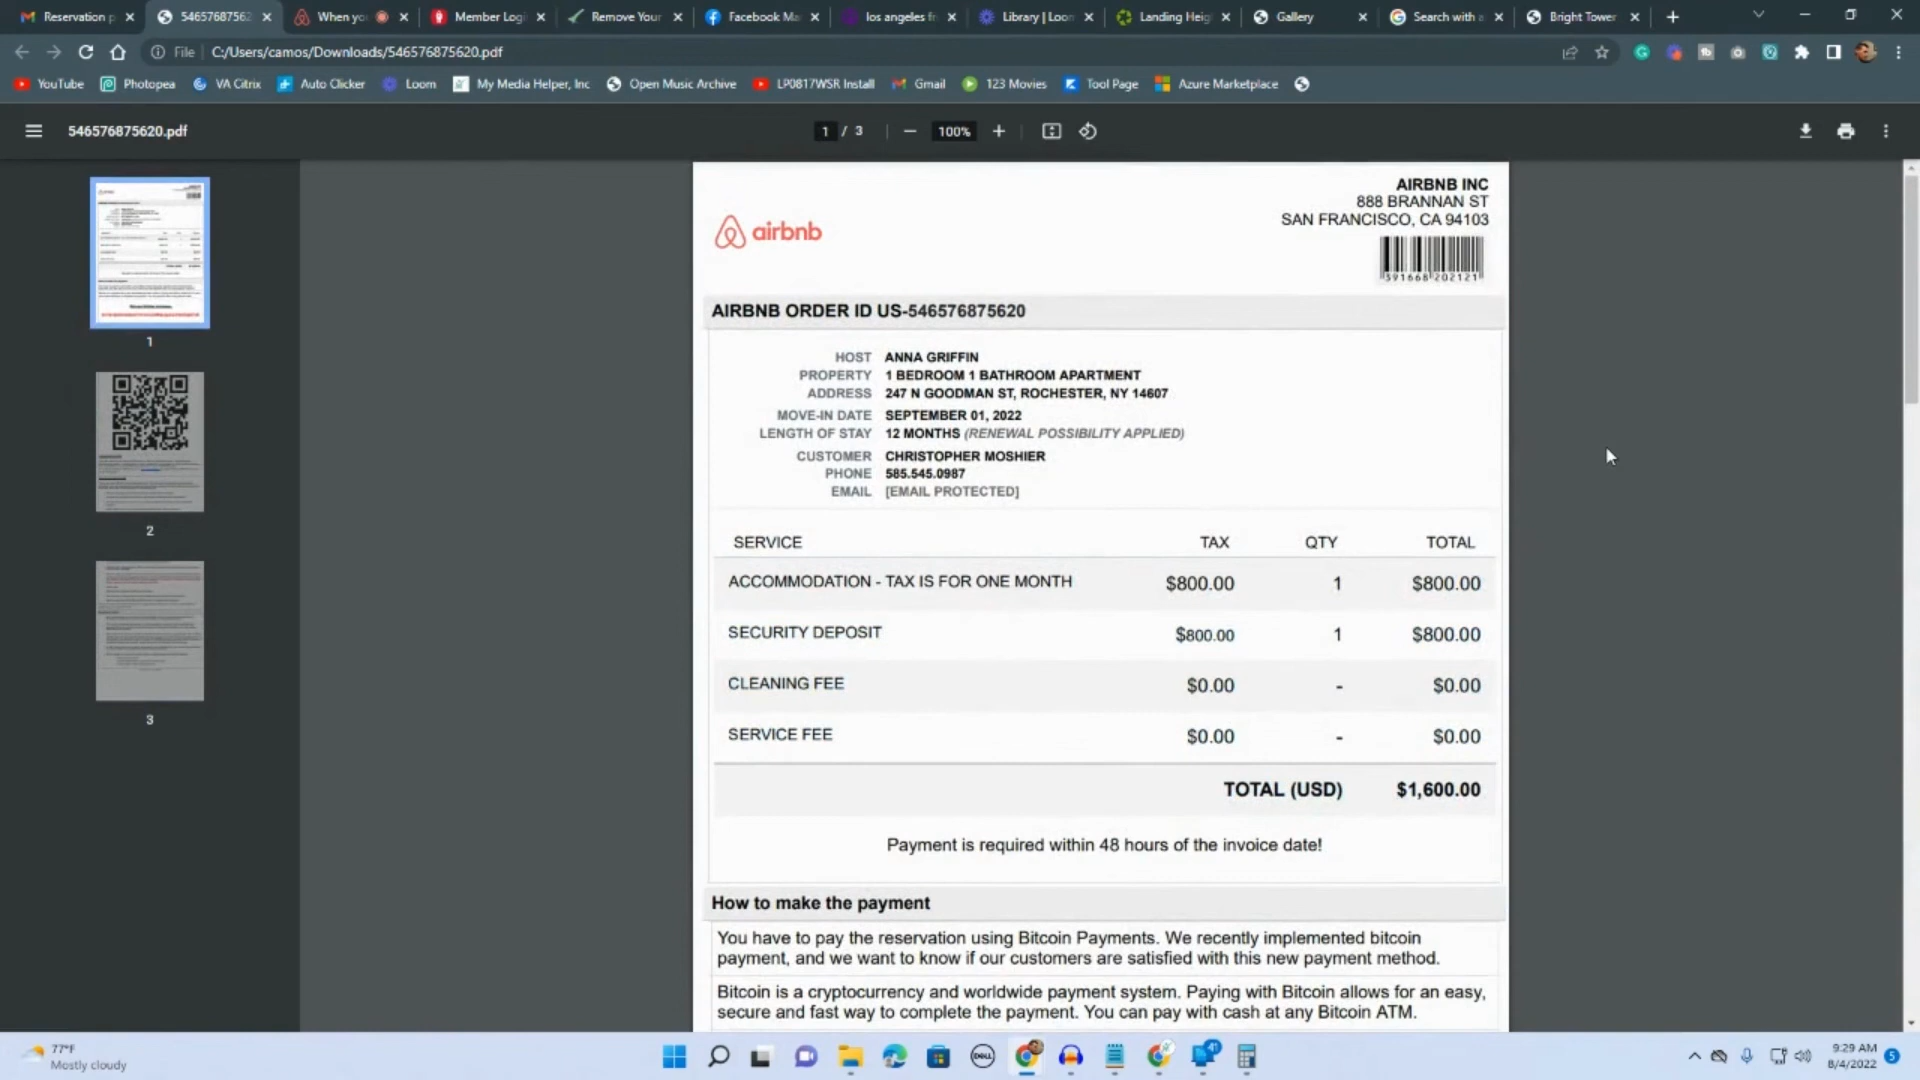 Reservation p
5465768756
When yo
Member Logi
Remove Your
Facebook Ma
los angeles fr
Library | Loom
Landing Heig
Gallery
Search with a
Bright Tower
File
C:/Users/camos/Downloads/546576875620.pdf
YouTube
Photopea
VA Citrix
Auto Clicker
Loom
My Media Helper, Inc
Open Music Archive
LP0817WSR Install
Gmail
123 Movies
Tool Page
Azure Marketplace
546576875620.pdf
1 / 3
100%
1
2
3
airbnb
AIRBNB INC
888 BRANNAN ST
SAN FRANCISCO, CA 94103
591668 202121
AIRBNB ORDER ID US-546576875620
HOST ANNA GRIFFIN
PROPERTY 1 BEDROOM 1 BATHROOM APARTMENT
ADDRESS 247 N GOODMAN ST, ROCHESTER, NY 14607
MOVE-IN DATE SEPTEMBER 01, 2022
LENGTH OF STAY 12 MONTHS (RENEWAL POSSIBILITY APPLIED)
CUSTOMER CHRISTOPHER MOSHIER
PHONE 585.545.0987
EMAIL [EMAIL PROTECTED]
SERVICE TAX QTY TOTAL
ACCOMMODATION - TAX IS FOR ONE MONTH $800.00 1 $800.00
SECURITY DEPOSIT $800.00 1 $800.00
CLEANING FEE $0.00 - $0.00
SERVICE FEE $0.00 - $0.00
TOTAL (USD) $1,600.00
Payment is required within 48 hours of the invoice date!
How to make the payment
You have to pay the reservation using Bitcoin Payments. We recently implemented bitcoin
payment, and we want to know if our customers are satisfied with this new payment method.
Bitcoin is a cryptocurrency and worldwide payment system. Paying with Bitcoin allows for an easy,
secure and fast way to complete the payment. You can pay with cash at any Bitcoin ATM.
77°F
Mostly cloudy
DELL
41
9:29 AM
8/4/2022
5